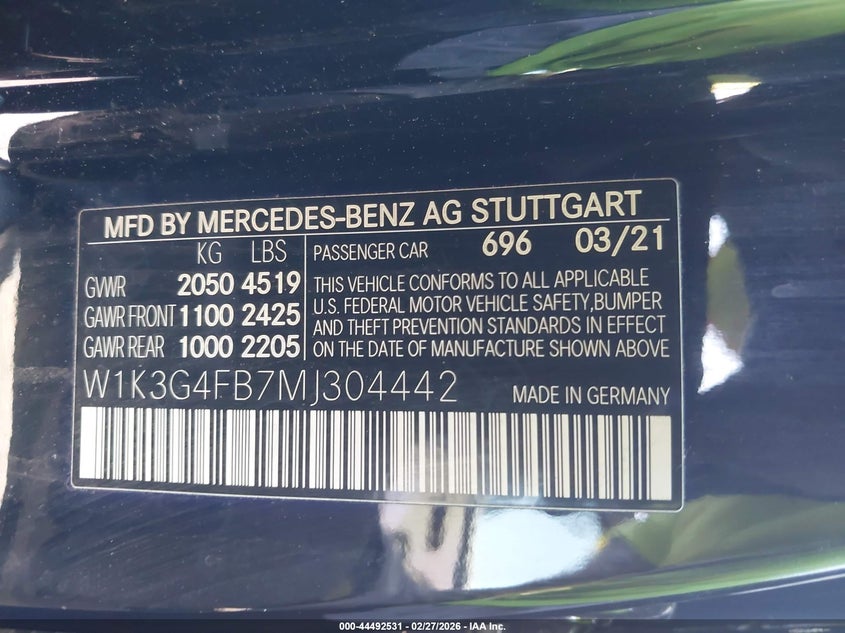 MFD BY MERCEDES-BENZ AG STUTTGART
KG LBS
GVWR 2050 4519
GAWR FRONT 1100 2425
GAWR REAR 1000 2205
PASSENGER CAR 696 03/21
THIS VEHICLE CONFORMS TO ALL APPLICABLE
U.S. FEDERAL MOTOR VEHICLE SAFETY,BUMPER
AND THEFT PREVENTION STANDARDS IN EFFECT
ON THE DATE OF MANUFACTURE SHOWN ABOVE
W1K3G4FB7MJ304442
MADE IN GERMANY
000-44492531 - 02/27/2026 - IAA Inc.